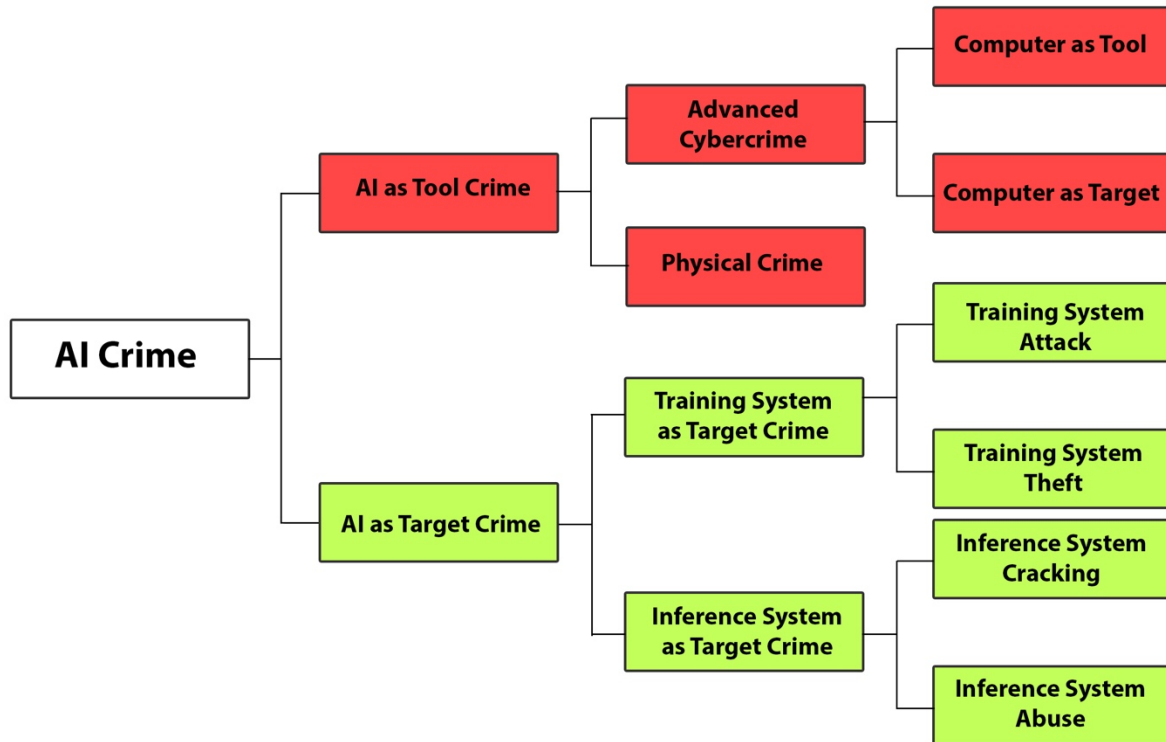 Computer as Tool
Advanced
Cybercrime
AI as Tool Crime
Computer as Target
Physical Crime
AI Crime
Training System
Attack
Training System
as Target Crime
Training System
Theft
AI as Target Crime
Inference System
Cracking
Inference System
as Target Crime
Inference System
Abuse